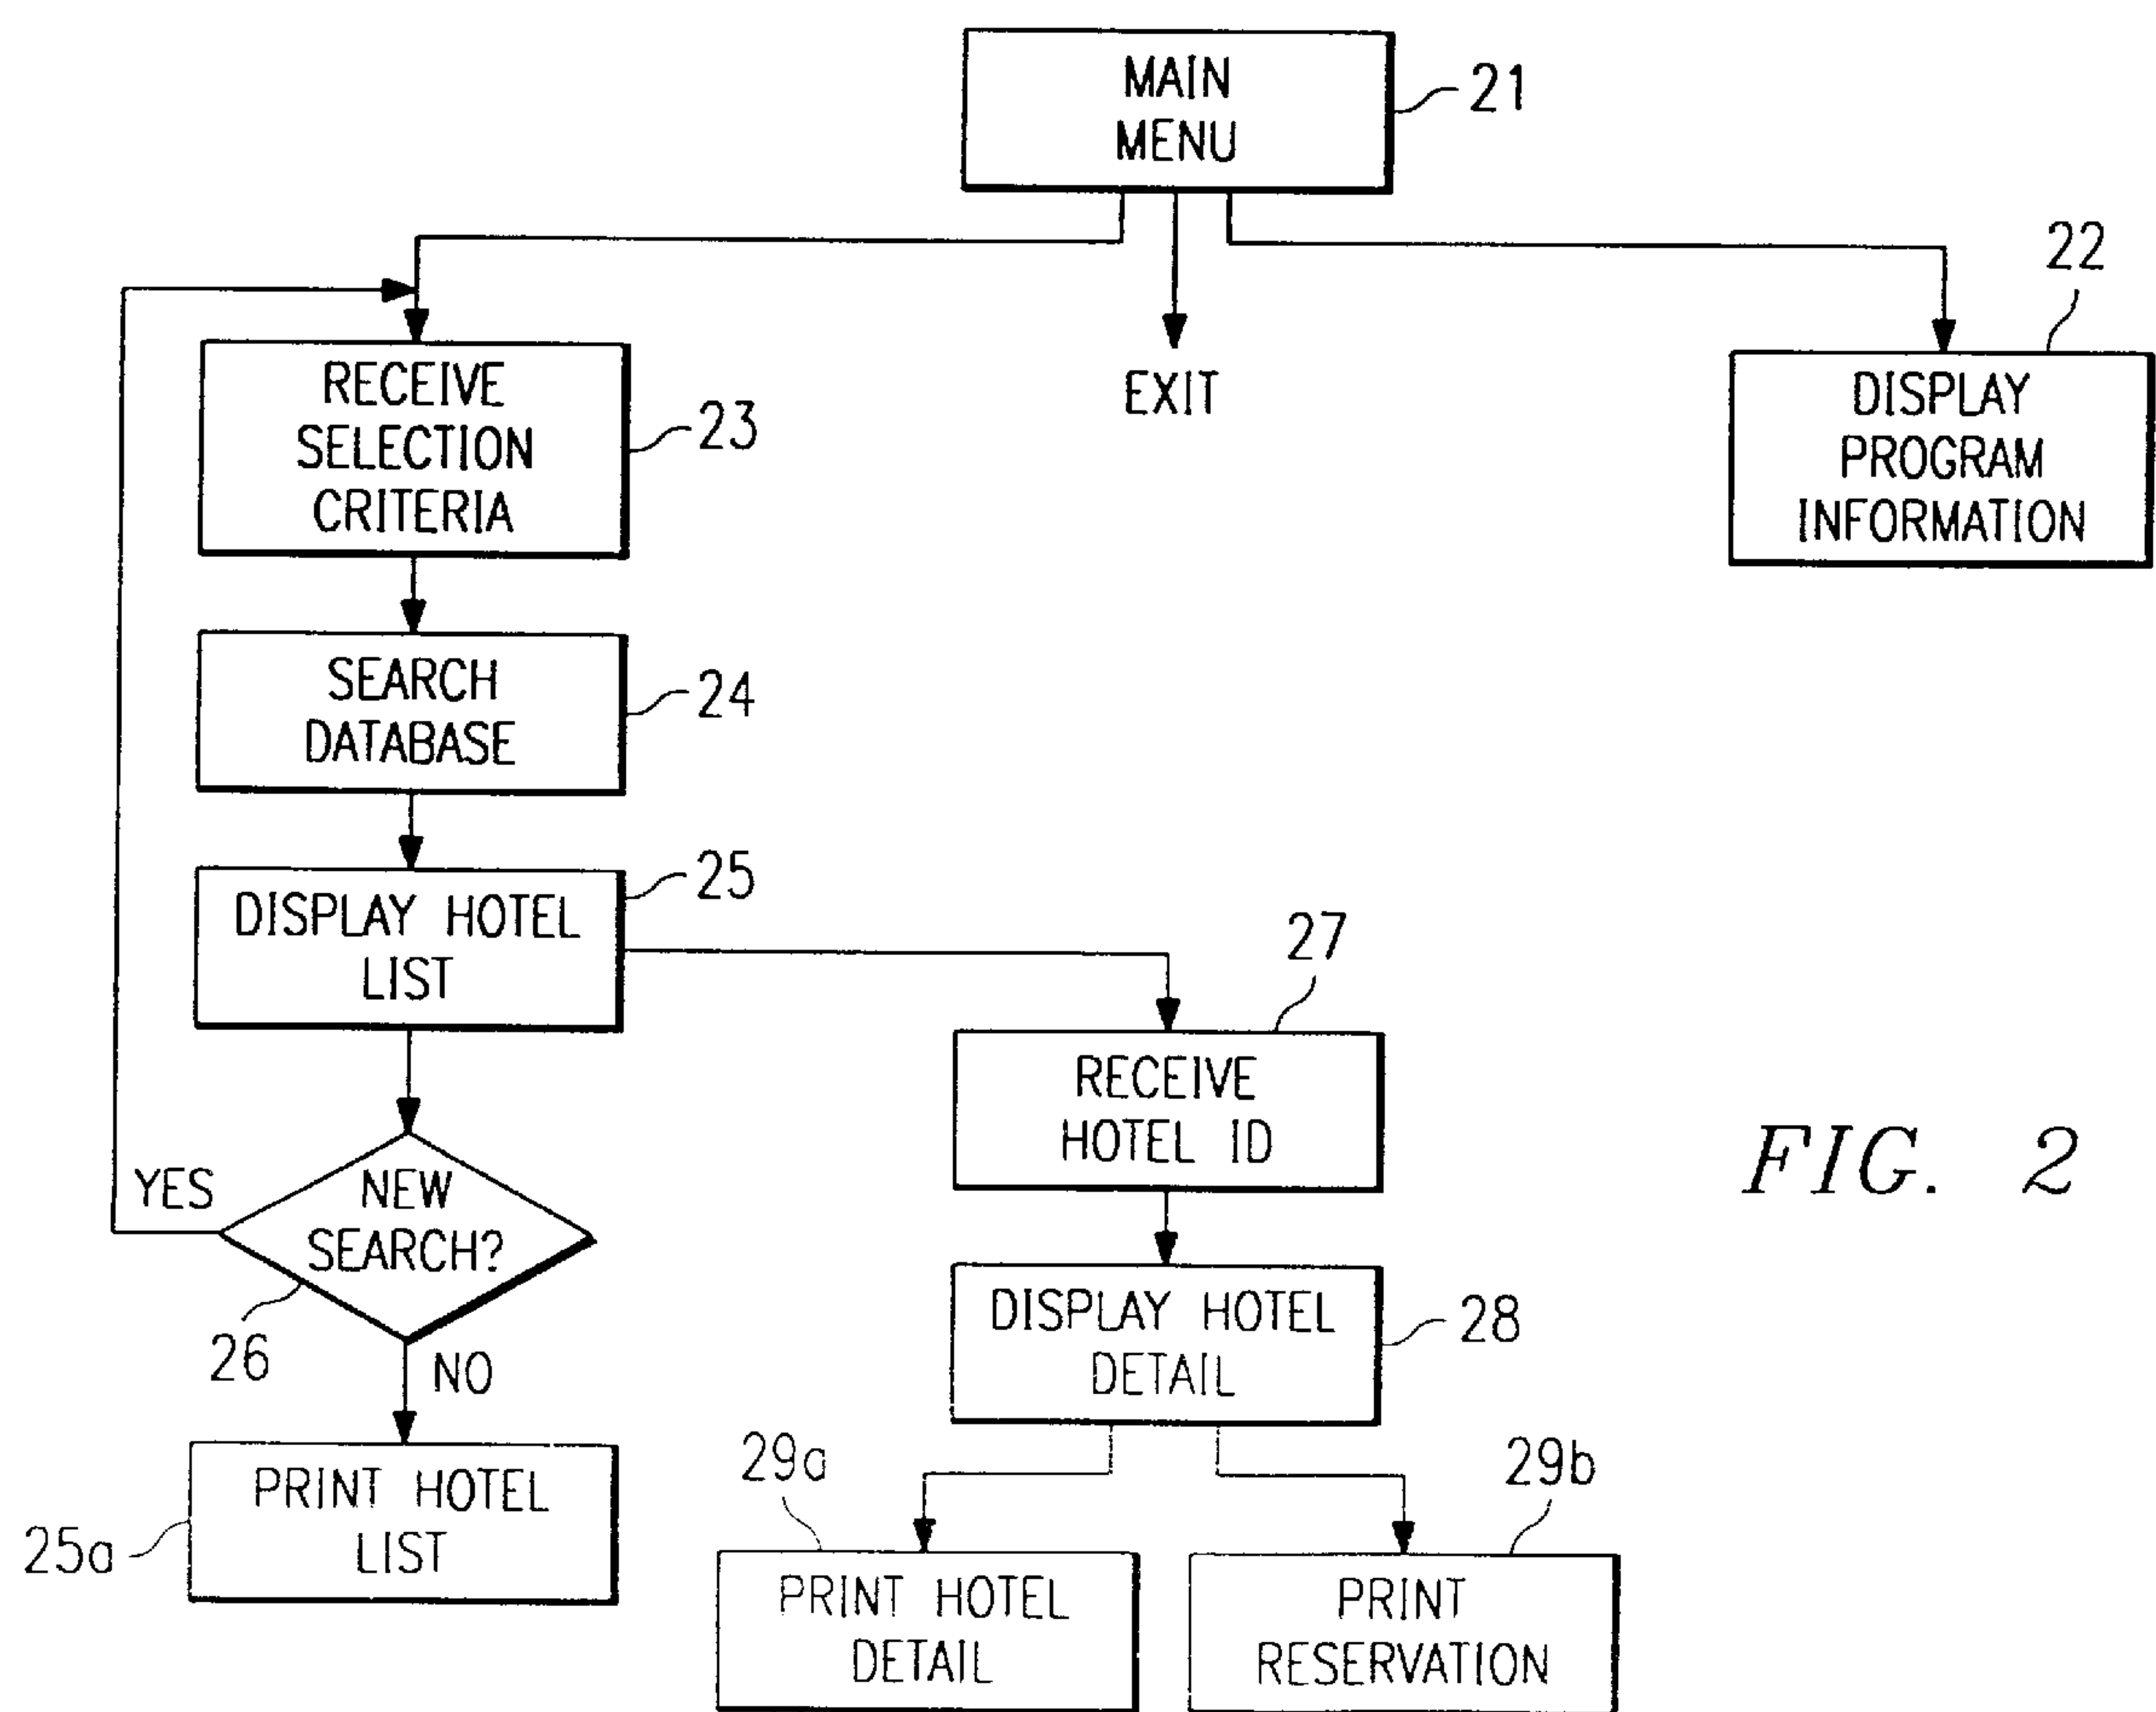 MAIN
MENU
21
22
RECEIVE
SELECTION
CRITERIA
23
EXIT
DISPLAY
PROGRAM
INFORMATION
SEARCH
DATABASE
24
DISPLAY HOTEL
LIST
25
27
RECEIVE
HOTEL ID
FIG. 2
YES
NEW
SEARCH?
26
NO
DISPLAY HOTEL
DETAIL
28
PRINT HOTEL
LIST
25a
29a
29b
PRINT HOTEL
DETAIL
PRINT
RESERVATION